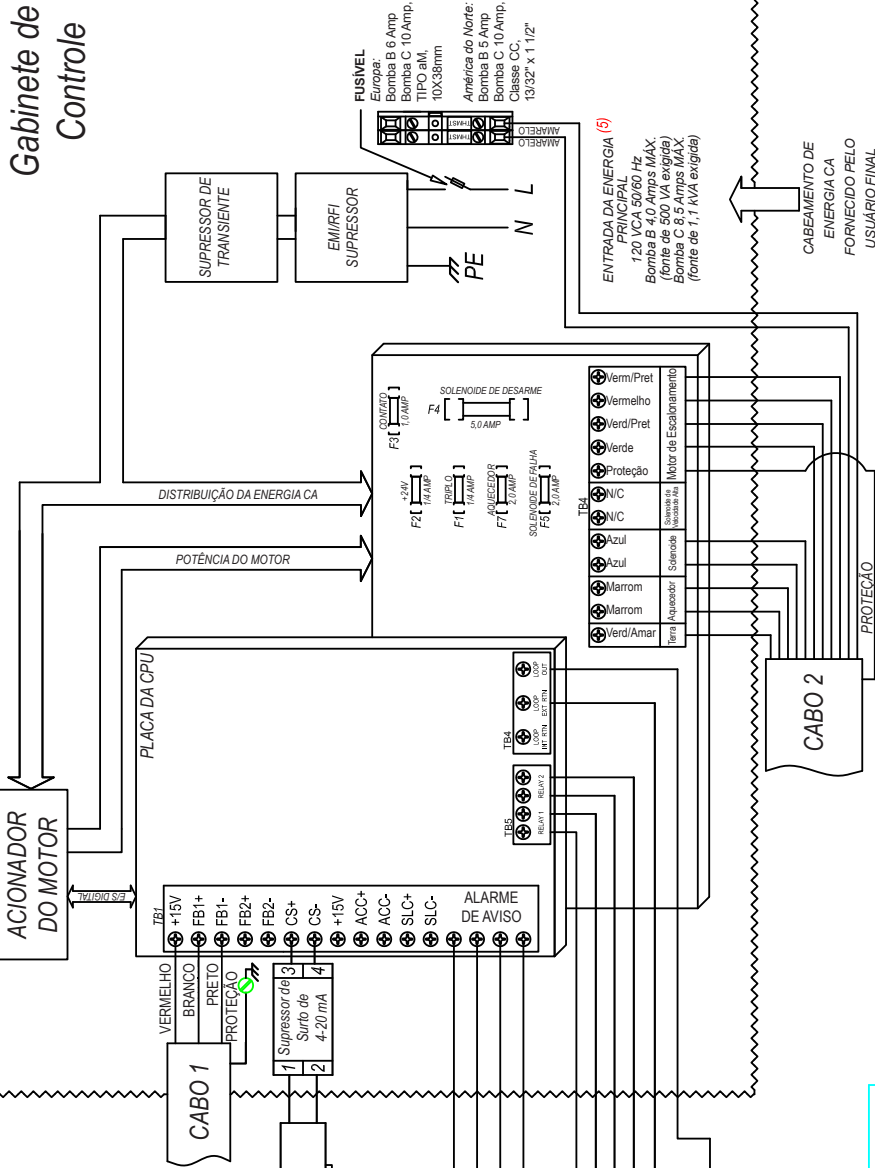 Gabinete de
Controle
FUSÍVEL
Europa:
Bomba B 6 Amp
Bomba C 10 Amp,
TIPO aM,
10X38mm
América do Norte:
Bomba B 5 Amp
Bomba C 10 Amp,
Classe CC,
13/32" x 1 1/2"
THMST
THMST
AMARELO
AMARELO
SUPRESSOR DE
TRANSIENTE
EMI/RFI
SUPRESSOR
L
N
PE
ENTRADA DA ENERGIA (5)
PRINCIPAL
120 VCA 50/60 Hz
Bomba B 4,0 Amps MÁX.
(fonte de 500 VA exigida)
Bomba C 8,5 Amps MÁX.
(fonte de 1,1 kVA exigida)
CABEAMENTO DE
ENERGIA CA
FORNECIDO PELO
USUÁRIO FINAL
DISTRIBUIÇÃO DA ENERGIA CA
POTÊNCIA DO MOTOR
CONTATO
F3
1,0 AMP
SOLENOIDE DE DESARME
F4
5,0 AMP
+24V
F2
1/4 AMP
TRIPLO
F1
1/4 AMP
AQUECEDOR
F7
2,0 AMP
SOLENOIDE DE FALHA
F5
2,0 AMP
TB4
Verm/Pret
Vermelho
Verd/Pret
Verde
Proteção
N/C
N/C
Azul
Azul
Marrom
Marrom
Verd/Amar
Motor de Escalonamento
Solenoide de
Velocidade Alta
Solenoide
Aquecedor
Terra
PROTEÇÃO
CABO 2
PLACA DA CPU
TB4
LOOP
INT RTN
LOOP
EXT RTN
LOOP
OUT
TB5
RELAY 1
RELAY 2
ACIONADOR
DO MOTOR
E/S DIGITAL
TB1
+15V
FB1+
FB1-
FB2+
FB2-
CS+
CS-
+15V
ACC+
ACC-
SLC+
SLC-
ALARME
DE AVISO
VERMELHO
BRANCO
PRETO
PROTEÇÃO
CABO 1
Supressor de
Surto de
4-20 mA
1
2
3
4